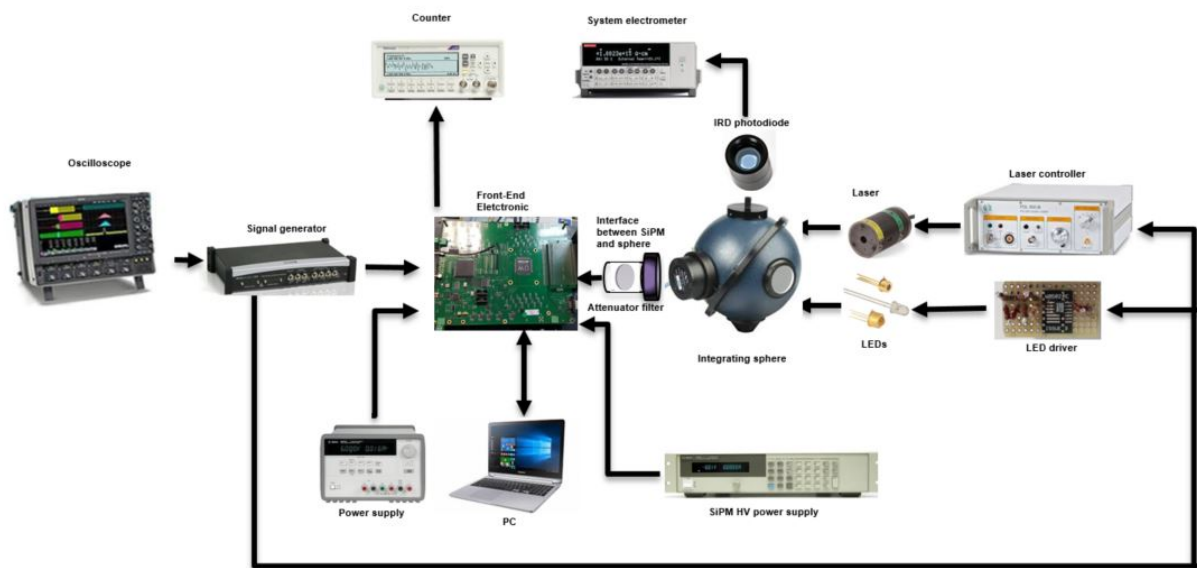 Counter
System electrometer
IRD photodiode
Oscilloscope
Laser controller
Laser
Front-End
Eletctronic
Interface
between SiPM
and sphere
Signal generator
Attenuator filter
Integrating sphere
LEDs
LED driver
Power supply
PC
SiPM HV power supply